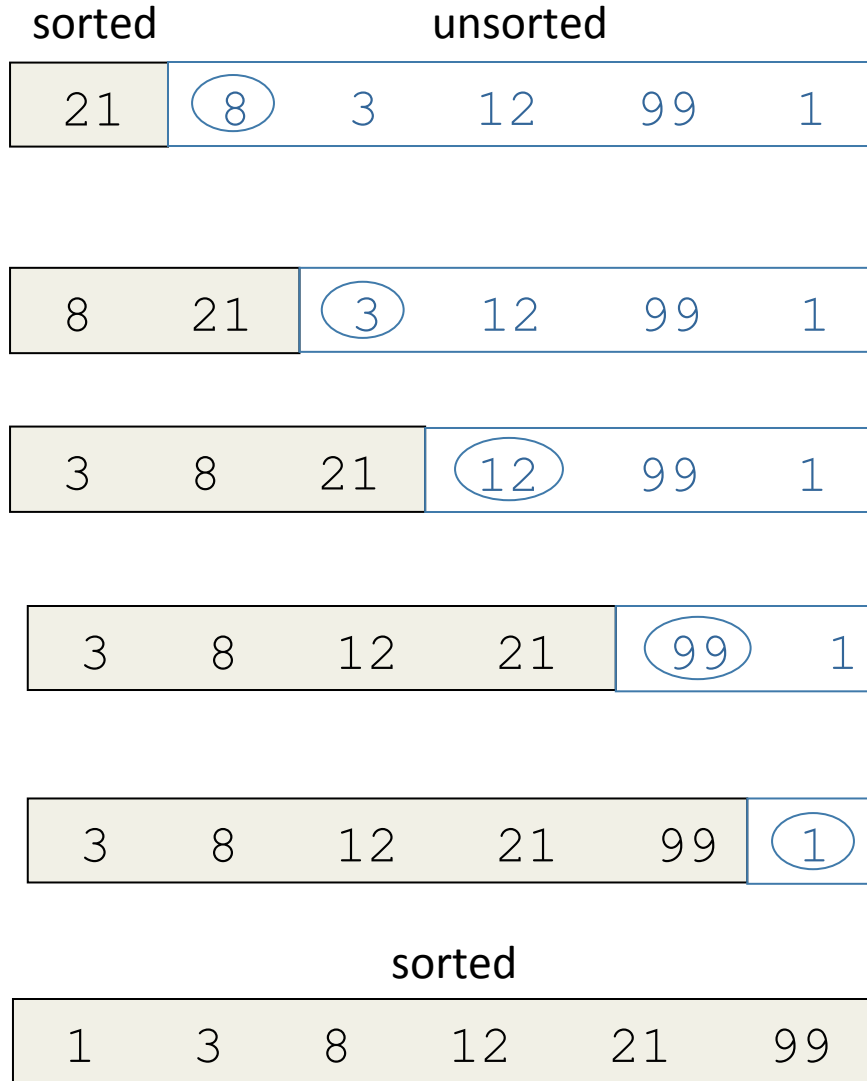 sorted unsorted
21 8 3 12 99 1
8 21 3 12 99 1
3 8 21 12 99 1
3 8 12 21 99 1
3 8 12 21 99 1
sorted
1 3 8 12 21 99